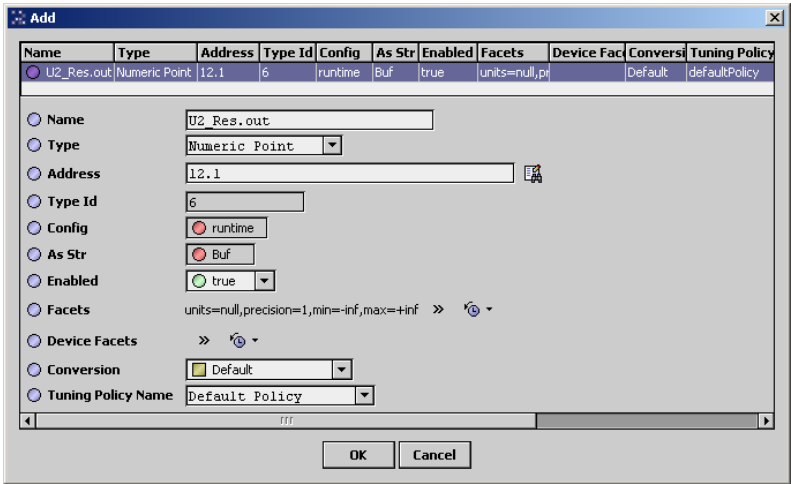 Add
Name Type Address Type Id Config As Str Enabled Facets Device Fac Conversi Tuning Policy
U2_Res.out Numeric Point 12.1 6 runtime Buf true units=null,pr Default defaultPolicy
Name U2_Res.out
Type Numeric Point
Address 12.1
Type Id 6
Config runtime
As Str Buf
Enabled true
Facets units=null,precision=1,min=-inf,max=+inf »
Device Facets »
Conversion Default
Tuning Policy Name Default Policy
OK Cancel